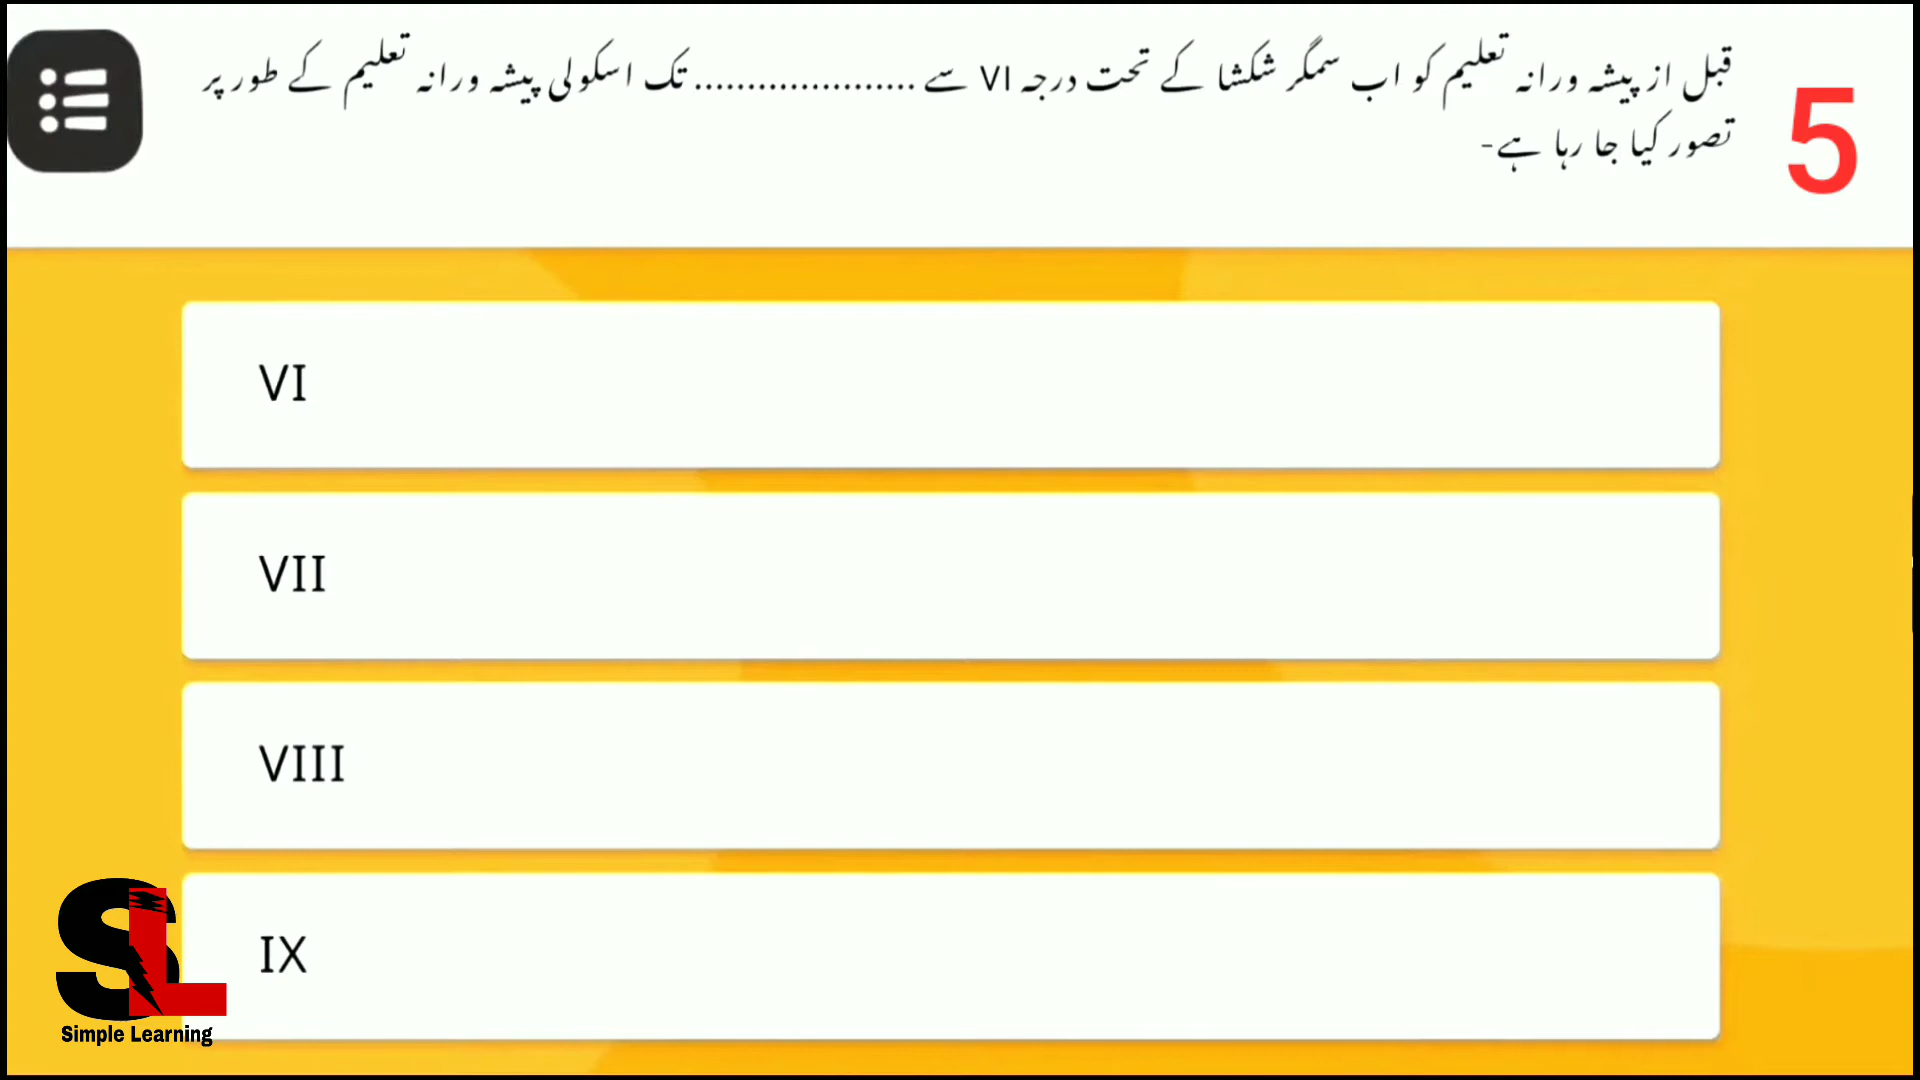 5
قبل از پیشہ ورانہ تعلیم کو اب سمگر شکشا کے تحت درجہ VI سے ..................... تک اسکولی پیشہ ورانہ تعلیم کے طور پر
تصور کیا جا رہا ہے-
VI
VII
VIII
IX
SL
Simple Learning